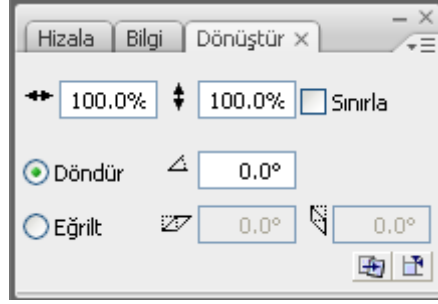 Hizala Bilgi Dönüştür
100.0% 100.0% Sınırla
Döndür 0.0°
Eğrilt 0.0° 0.0°